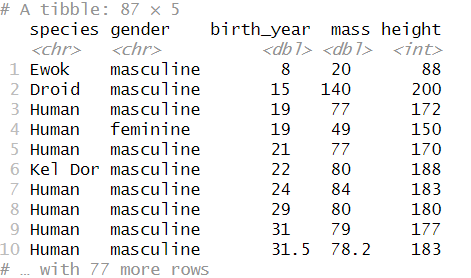 # A tibble: 87 × 5
species gender birth_year mass height
<chr> <chr> <dbl> <dbl> <int>
1 Ewok masculine 8 20 88
2 Droid masculine 15 140 200
3 Human masculine 19 77 172
4 Human feminine 19 49 150
5 Human masculine 21 77 170
6 Kel Dor masculine 22 80 188
7 Human masculine 24 84 183
8 Human masculine 29 80 180
9 Human masculine 31 79 177
10 Human masculine 31.5 78.2 183
# … with 77 more rows